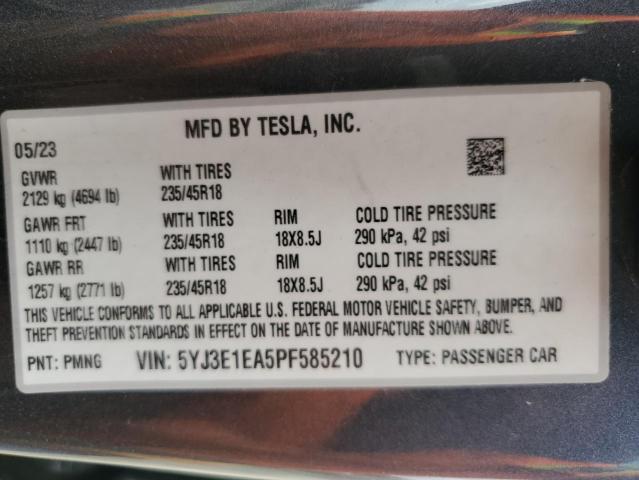 MFD BY TESLA, INC.
05/23
GVWR WITH TIRES
2129 kg (4694 lb) 235/45R18
GAWR FRT WITH TIRES RIM COLD TIRE PRESSURE
1110 kg (2447 lb) 235/45R18 18X8.5J 290 kPa, 42 psi
GAWR RR WITH TIRES RIM COLD TIRE PRESSURE
1257 kg (2771 lb) 235/45R18 18X8.5J 290 kPa, 42 psi
THIS VEHICLE CONFORMS TO ALL APPLICABLE U.S. FEDERAL MOTOR VEHICLE SAFETY, BUMPER, AND
THEFT PREVENTION STANDARDS IN EFFECT ON THE DATE OF MANUFACTURE SHOWN ABOVE.
PNT: PMNG VIN: 5YJ3E1EA5PF585210 TYPE: PASSENGER CAR